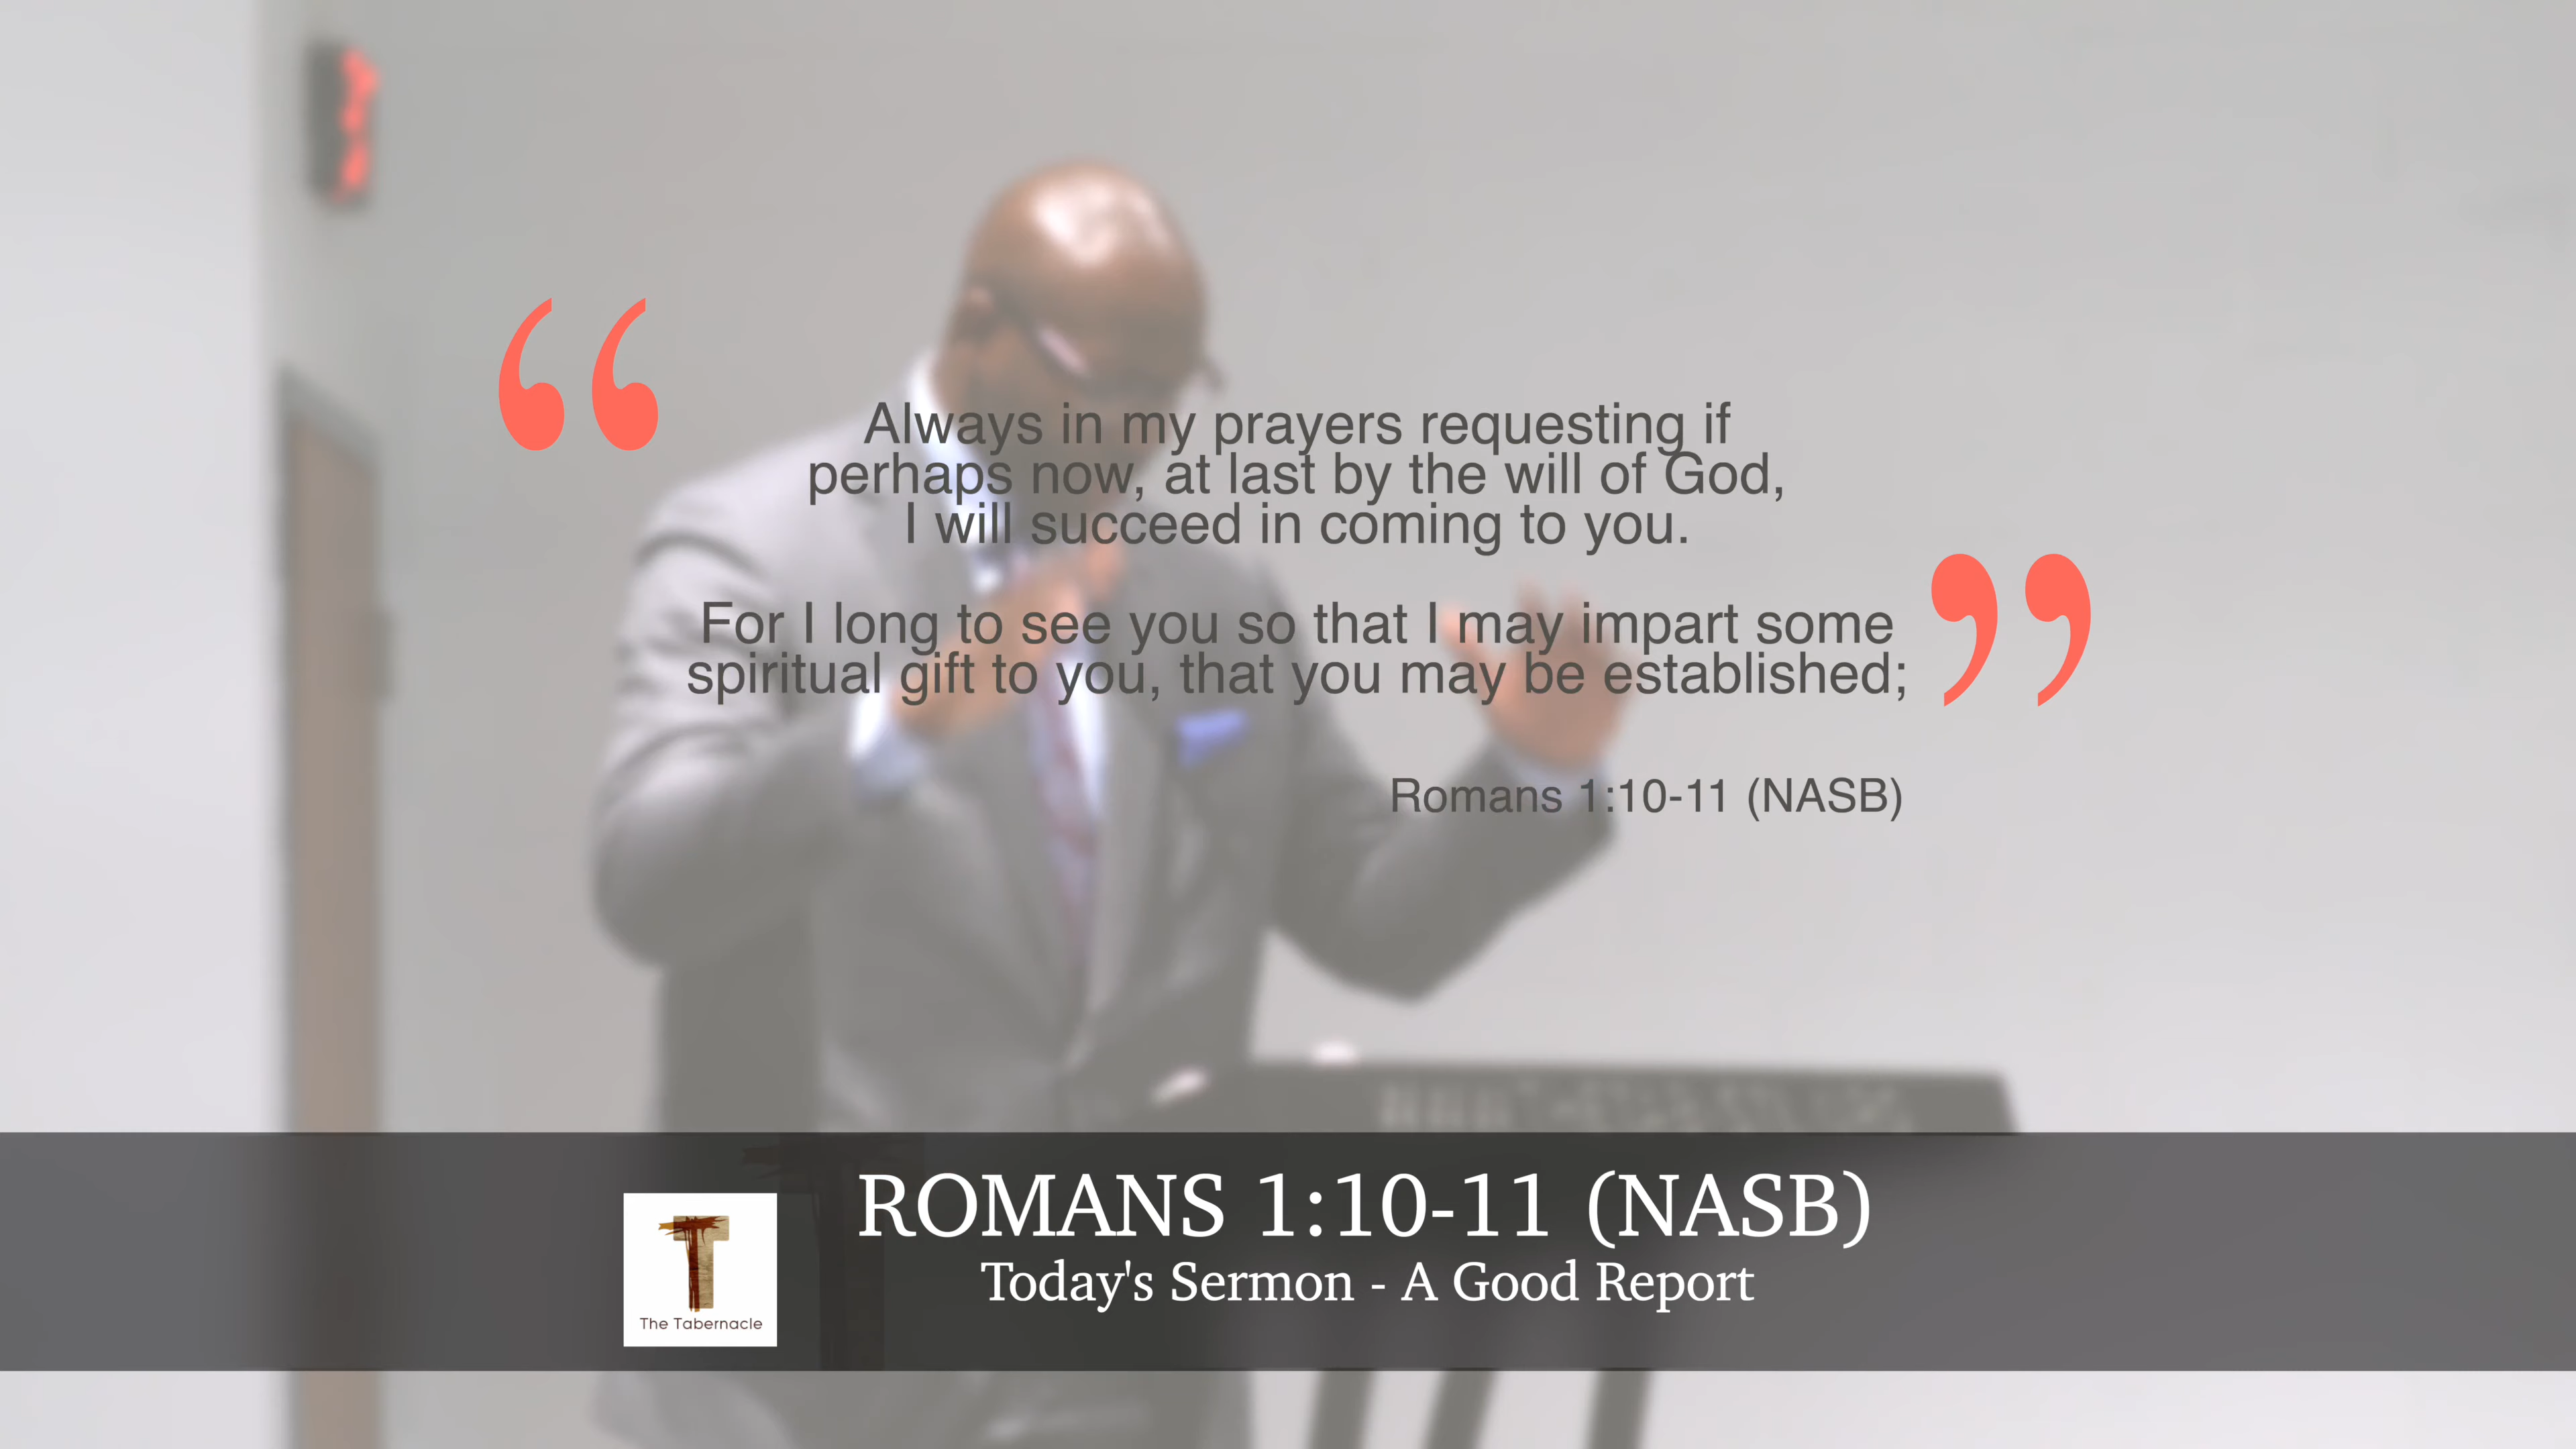 “
Always in my prayers requesting if
perhaps now, at last by the will of God,
I will succeed in coming to you.
For I long to see you so that I may impart some
spiritual gift to you, that you may be established;
”
Romans 1:10-11 (NASB)
ROMANS 1:10-11 (NASB)
Today's Sermon - A Good Report
T
The Tabernacle